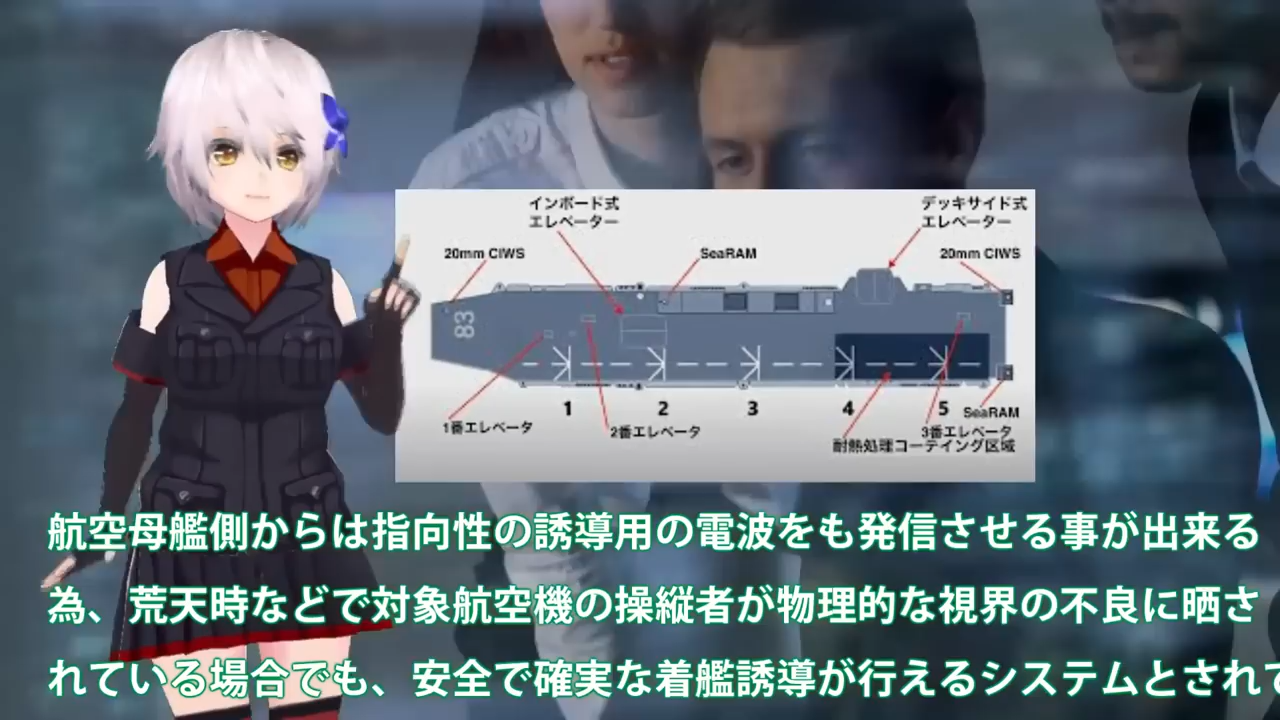 インボード式
エレベーター
デッキサイド式
エレベーター
20mm CIWS
SeaRAM
20mm CIWS
83
1
2
3
4
5
SeaRAM
1番エレベータ
2番エレベータ
3番エレベータ
耐熱処理コーテイング区域
航空母艦側からは指向性の誘導用の電波をも発信させる事が出来る
為、荒天時などで対象航空機の操縦者が物理的な視界の不良に晒さ
れている場合でも、安全で確実な着艦誘導が行えるシステムとされて